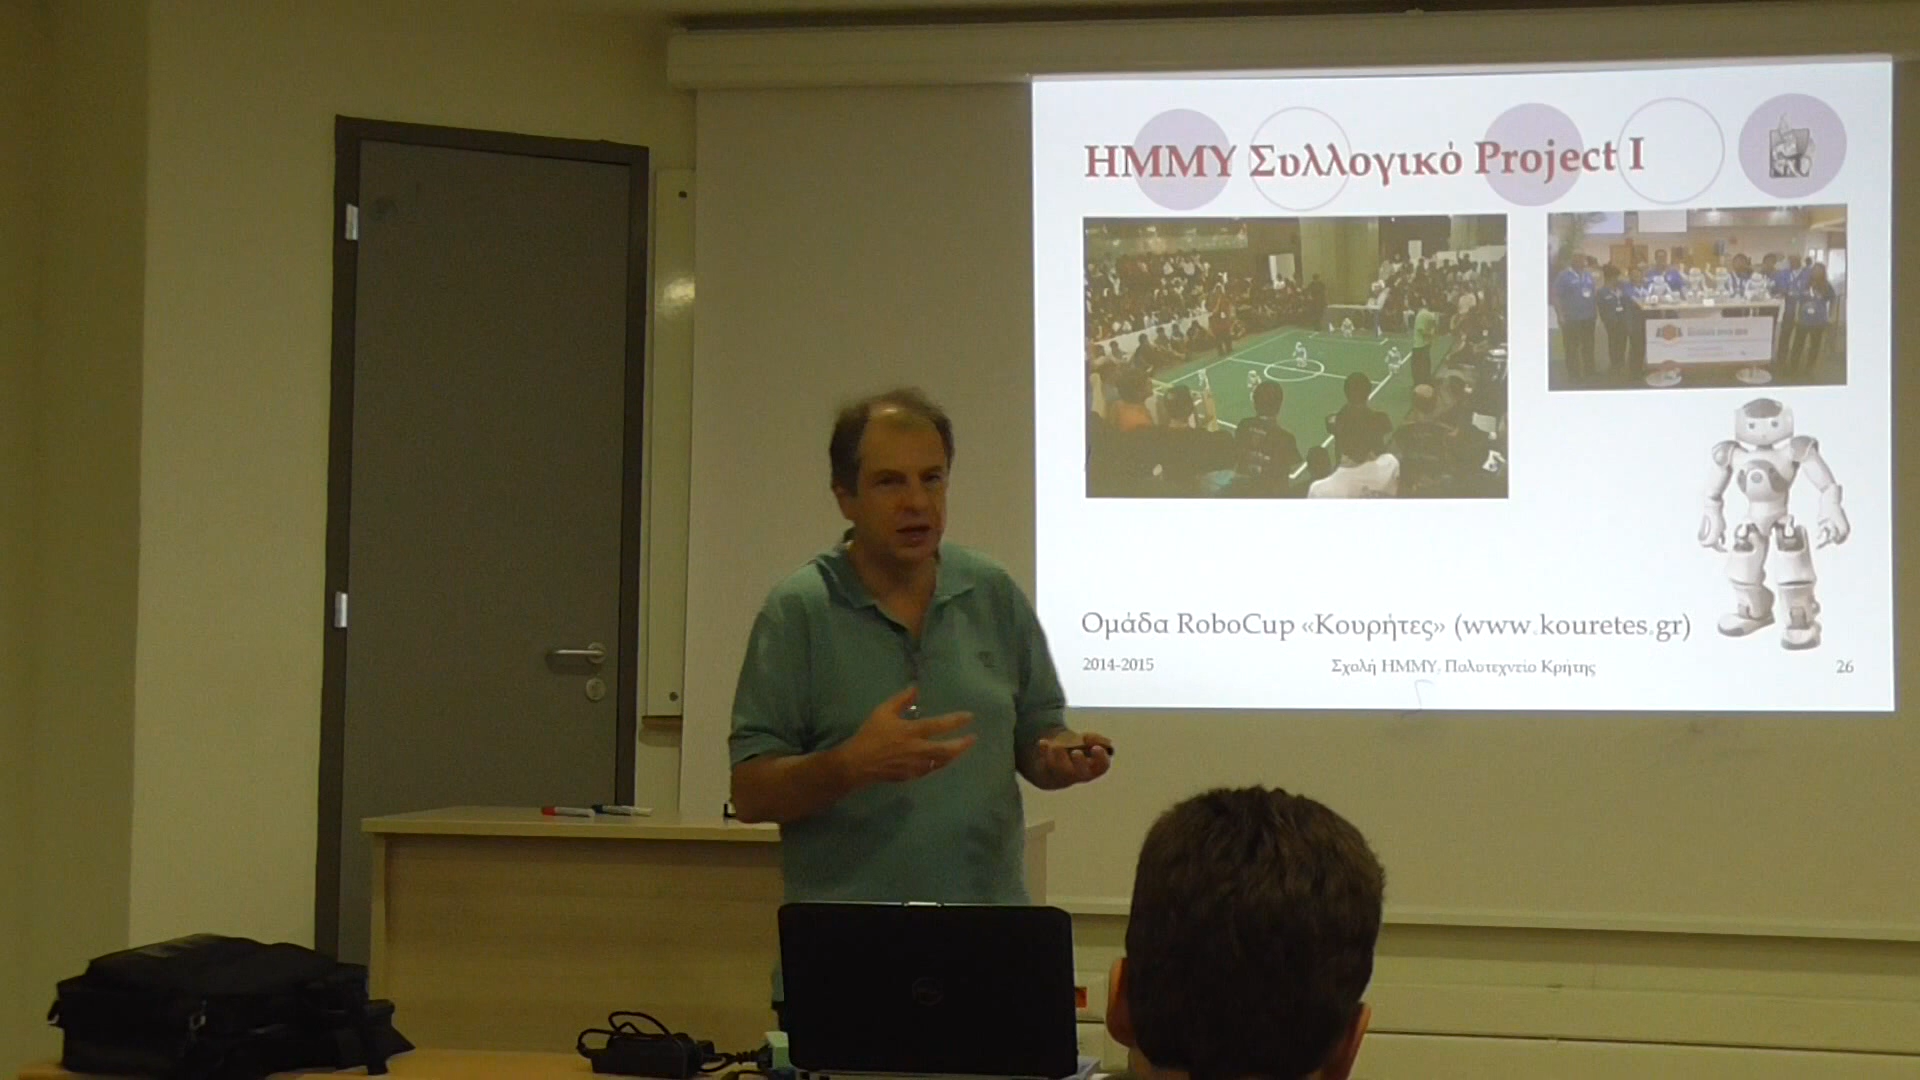 ΗΜΜΥ Συλλογικό Project I
Ομάδα RoboCup «Κουρήτες» (www.kouretes.gr)
2014-2015
Σχολή ΗΜΜΥ, Πολυτεχνείο Κρήτης
26